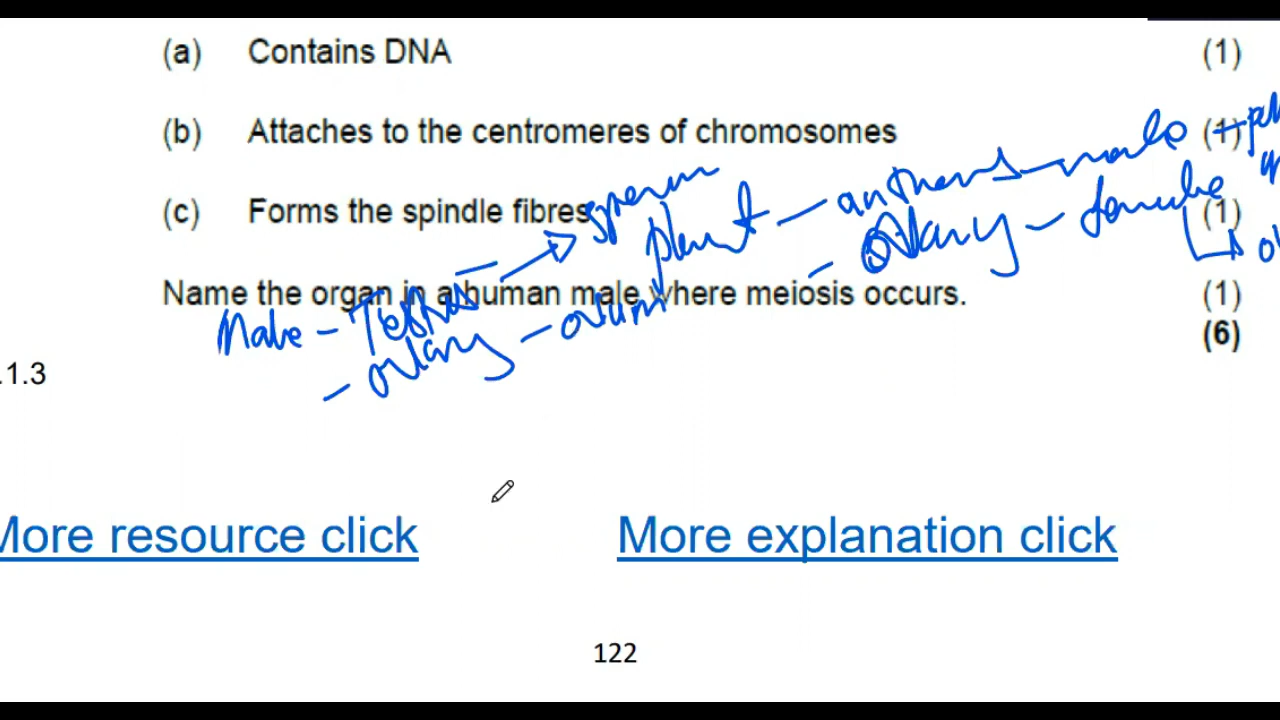 (a) Contains DNA (1)
(b) Attaches to the centromeres of chromosomes (1)
(c) Forms the spindle fibres (1)
sperm
plant - anthers - male
- ovary - female
Name the organ in a human male where meiosis occurs. (1)
Male - Testes
- ovary - ovum
(6)
.1.3
More resource click More explanation click
122